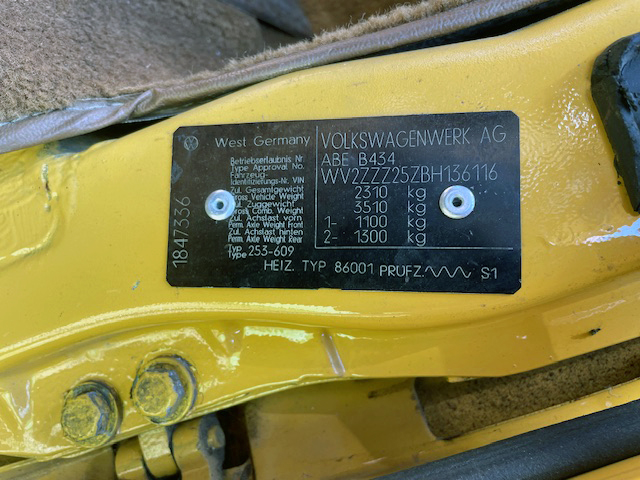 West Germany
Betriebserlaubnis Nr
Type Approval No.
Fahrzeug
Identifizierungs-Nr. VIN
Zul. Gesamtgewicht
Gross Vehicle Weight
Zul. Zuggewicht
Gross Comb. Weight
Zul. Achslast vorn
Perm. Axle Weight Front
Zul. Achslast hinten
Perm. Axle Weight Rear
Typ
Type 253-609
VOLKSWAGENWERK AG
ABE B434
WV2ZZZ25ZBH136116
2310 kg
3510 kg
1- 1100 kg
2- 1300 kg
HEIZ. TYP 86001 PRÜFZ. S1
1847336